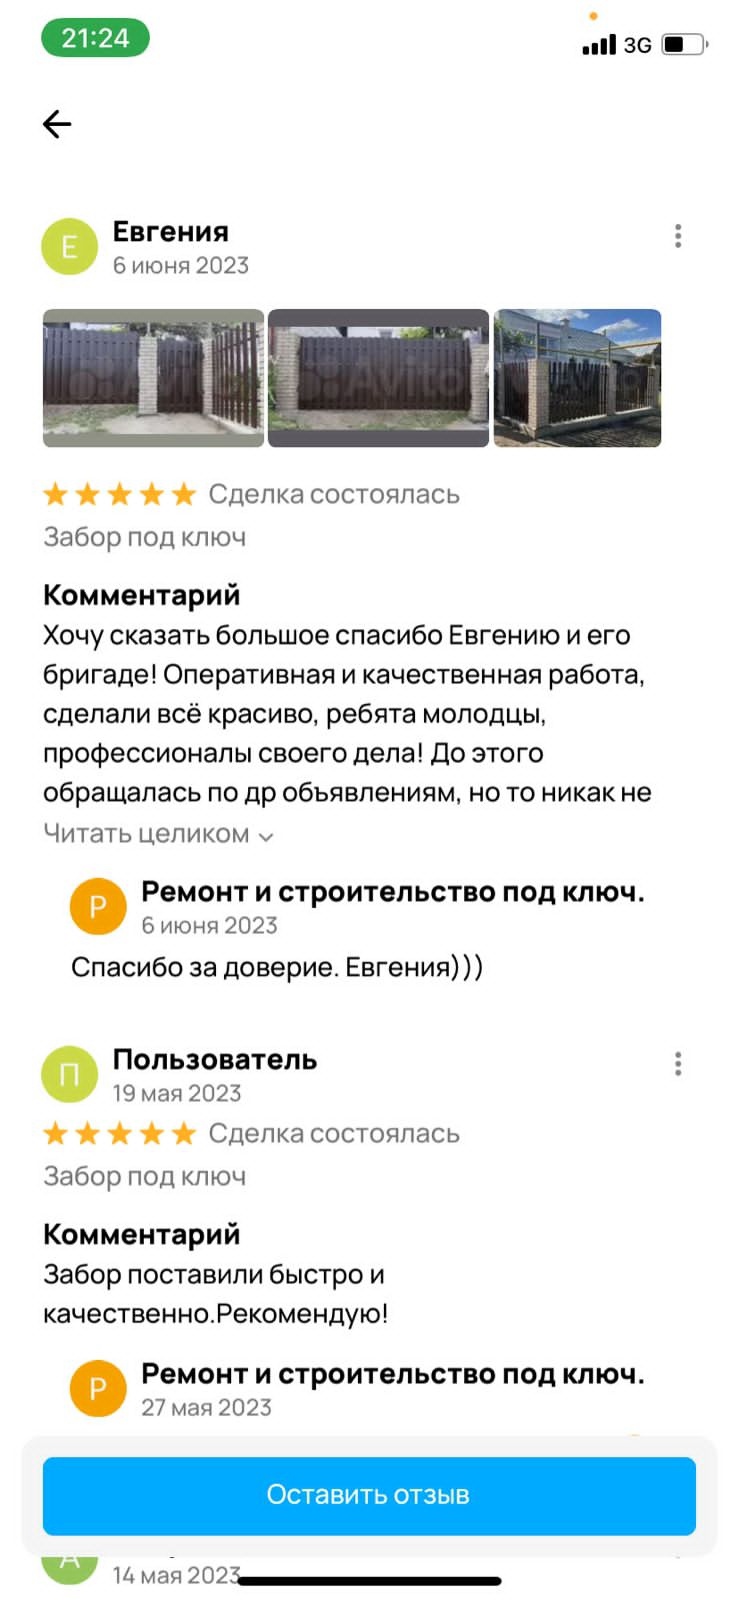 21:24
3G
Е
Евгения
6 июня 2023
Avito
Сделка состоялась
Забор под ключ
Комментарий
Хочу сказать большое спасибо Евгению и его
бригаде! Оперативная и качественная работа,
сделали всё красиво, ребята молодцы,
профессионалы своего дела! До этого
обращалась по др объявлениям, но то никак не
Читать целиком
Р
Ремонт и строительство под ключ.
6 июня 2023
Спасибо за доверие. Евгения)))
П
Пользователь
19 мая 2023
Сделка состоялась
Забор под ключ
Комментарий
Забор поставили быстро и
качественно.Рекомендую!
Р
Ремонт и строительство под ключ.
27 мая 2023
Оставить отзыв
А
14 мая 2023